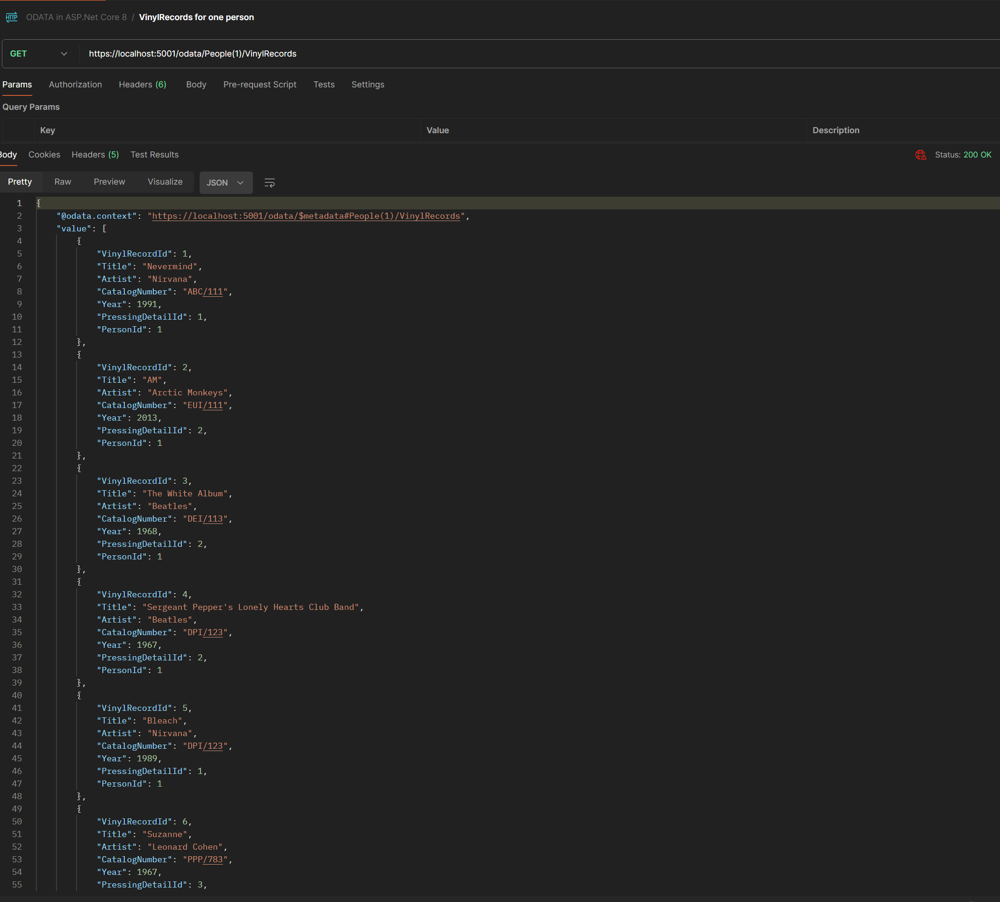 HTTP ODATA in ASP.Net Core 8 / VinylRecords for one person
GET https://localhost:5001/odata/People(1)/VinylRecords
Params Authorization Headers (6) Body Pre-request Script Tests Settings
Query Params
Key Value Description
Body Cookies Headers (5) Test Results Status: 200 OK
Pretty Raw Preview Visualize JSON
1 {
2 "@odata.context": "https://localhost:5001/odata/$metadata#People(1)/VinylRecords",
3 "value": [
4 {
5 "VinylRecordId": 1,
6 "Title": "Nevermind",
7 "Artist": "Nirvana",
8 "CatalogNumber": "ABC/111",
9 "Year": 1991,
10 "PressingDetailId": 1,
11 "PersonId": 1
12 },
13 {
14 "VinylRecordId": 2,
15 "Title": "AM",
16 "Artist": "Arctic Monkeys",
17 "CatalogNumber": "EUI/111",
18 "Year": 2013,
19 "PressingDetailId": 2,
20 "PersonId": 1
21 },
22 {
23 "VinylRecordId": 3,
24 "Title": "The White Album",
25 "Artist": "Beatles",
26 "CatalogNumber": "DEI/113",
27 "Year": 1968,
28 "PressingDetailId": 2,
29 "PersonId": 1
30 },
31 {
32 "VinylRecordId": 4,
33 "Title": "Sergeant Pepper's Lonely Hearts Club Band",
34 "Artist": "Beatles",
35 "CatalogNumber": "DPI/123",
36 "Year": 1967,
37 "PressingDetailId": 2,
38 "PersonId": 1
39 },
40 {
41 "VinylRecordId": 5,
42 "Title": "Bleach",
43 "Artist": "Nirvana",
44 "CatalogNumber": "DPI/123",
45 "Year": 1989,
46 "PressingDetailId": 1,
47 "PersonId": 1
48 },
49 {
50 "VinylRecordId": 6,
51 "Title": "Suzanne",
52 "Artist": "Leonard Cohen",
53 "CatalogNumber": "PPP/783",
54 "Year": 1967,
55 "PressingDetailId": 3,